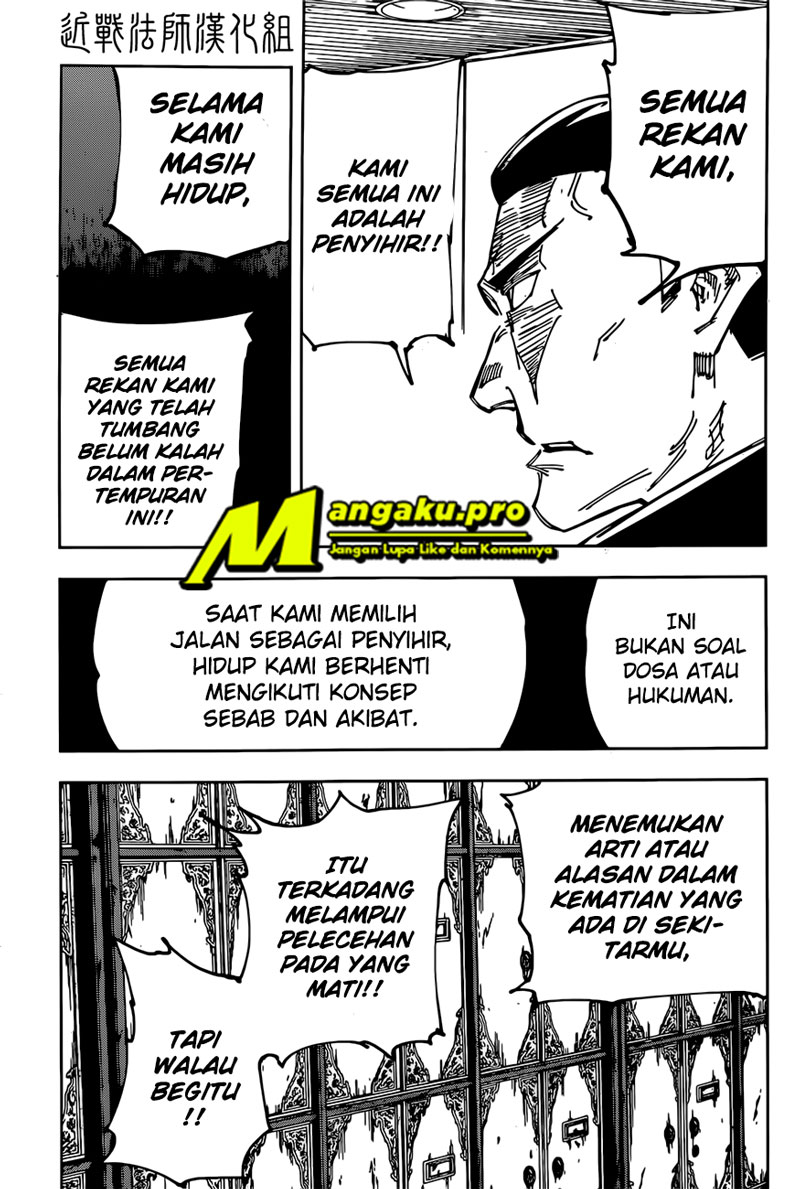 近戰法師漢化組
SEMUA
REKAN
KAMI,
KAMI
SEMUA INI
ADALAH
PENYIHIR!!
SELAMA
KAMI
MASIH
HIDUP,
SEMUA
REKAN KAMI
YANG TELAH
TUMBANG
BELUM KALAH
DALAM PER-
TEMPURAN
INI!!
Mangaku.pro
Jangan Lupa Like dan Komennya
INI
BUKAN SOAL
DOSA ATAU
HUKUMAN.
SAAT KAMI MEMILIH
JALAN SEBAGAI PENYIHIR,
HIDUP KAMI BERHENTI
MENGIKUTI KONSEP
SEBAB DAN AKIBAT.
MENEMUKAN
ARTI ATAU
ALASAN DALAM
KEMATIAN YANG
ADA DI SEKI-
TARMU,
ITU
TERKADANG
MELAMPUI
PELECEHAN
PADA YANG
MATI!!
TAPI
WALAU
BEGITU
!!